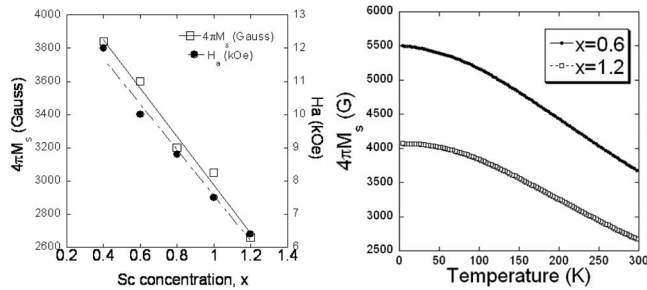 4000
3800
3600
3400
3200
3000
2800
2600
4πMs (Gauss)
4πMs (Gauss)
Ha (kOe)
13
12
11
10
9
8
7
6
Ha (kOe)
0.2 0.4 0.6 0.8 1 1.2 1.4
Sc concentration, x
6000
5500
5000
4500
4000
3500
3000
2500
4πMs (G)
x=0.6
x=1.2
0 50 100 150 200 250 300
Temperature (K)